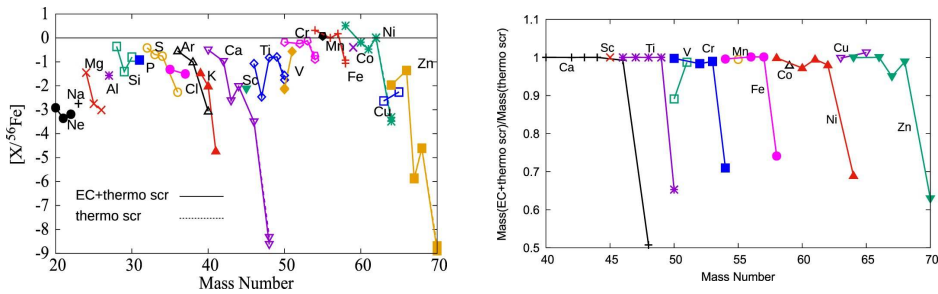 [X/⁵⁶Fe]
1
0
-1
-2
-3
-4
-5
-6
-7
-8
-9
20
30
40
50
60
70
Mass Number
Ne
Na
Mg
Al
Si
P
S
Cl
Ar
K
Ca
Sc
Ti
V
Cr
Mn
Fe
Co
Ni
Cu
Zn
EC+thermo scr
thermo scr
Mass(EC+thermo scr)/Mass(thermo scr)
1.1
1
0.9
0.8
0.7
0.6
0.5
40
45
50
55
60
65
70
Mass Number
Ca
Sc
Ti
V
Cr
Mn
Fe
Co
Ni
Cu
Zn